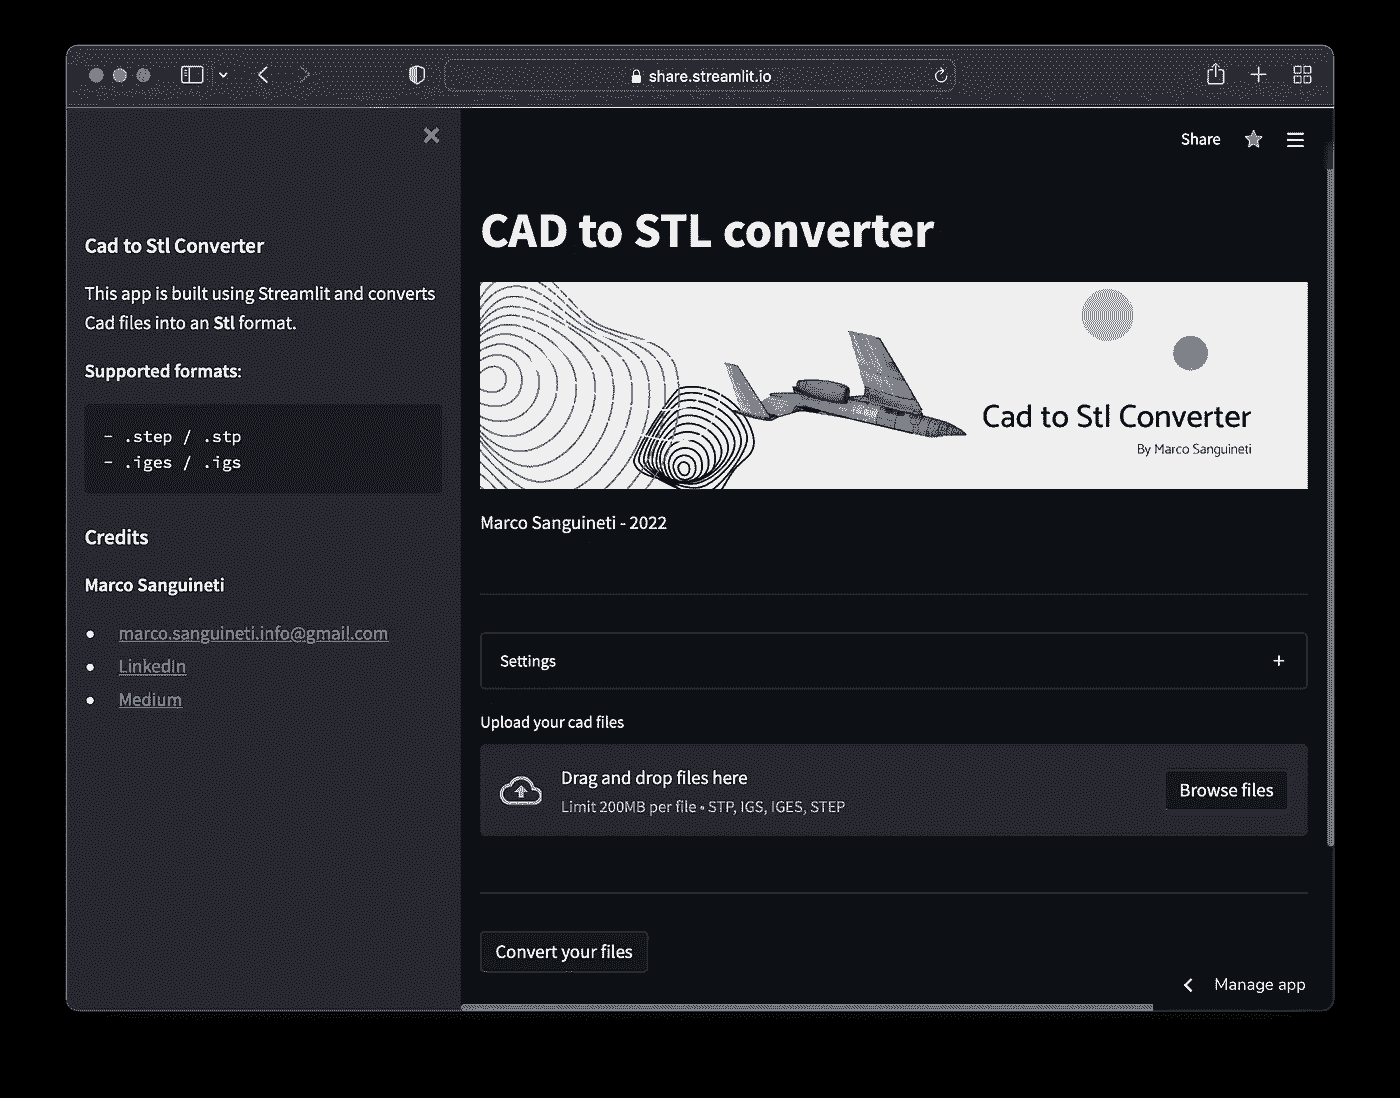 share.streamlit.io
Cad to Stl Converter
This app is built using Streamlit and converts
Cad files into an Stl format.
Supported formats:
- .step / .stp
- .iges / .igs
Credits
Marco Sanguineti
marco.sanguineti.info@gmail.com
LinkedIn
Medium
Share
CAD to STL converter
Cad to Stl Converter
By Marco Sanguineti
Marco Sanguineti - 2022
Settings
Upload your cad files
Drag and drop files here
Limit 200MB per file • STP, IGS, IGES, STEP
Browse files
Convert your files
Manage app